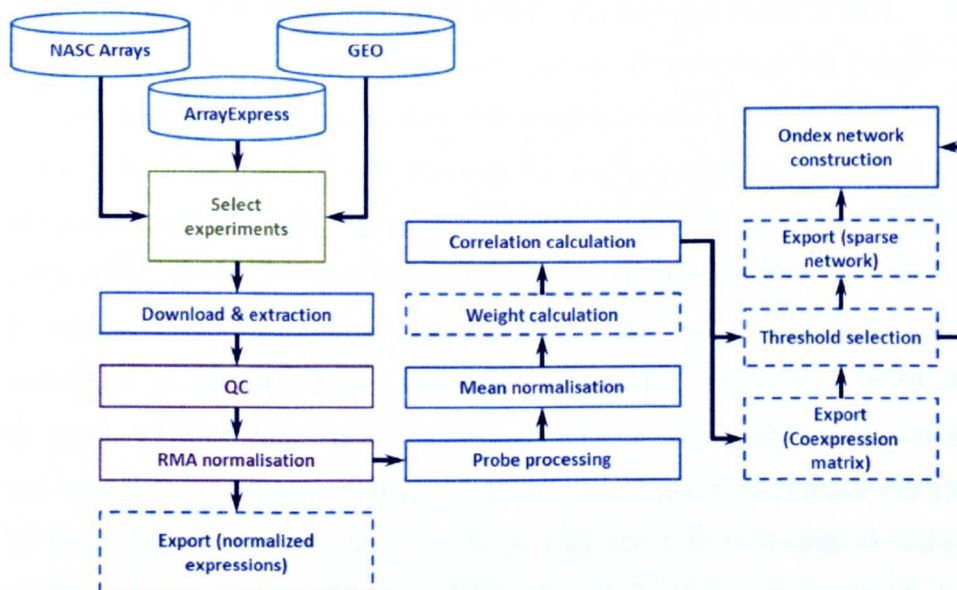 NASC Arrays
GEO
ArrayExpress
Select
experiments
Download & extraction
QC
RMA normalisation
Export (normalized
expressions)
Correlation calculation
Weight calculation
Mean normalisation
Probe processing
Ondex network
construction
Export (sparse
network)
Threshold selection
Export
(Coexpression
matrix)